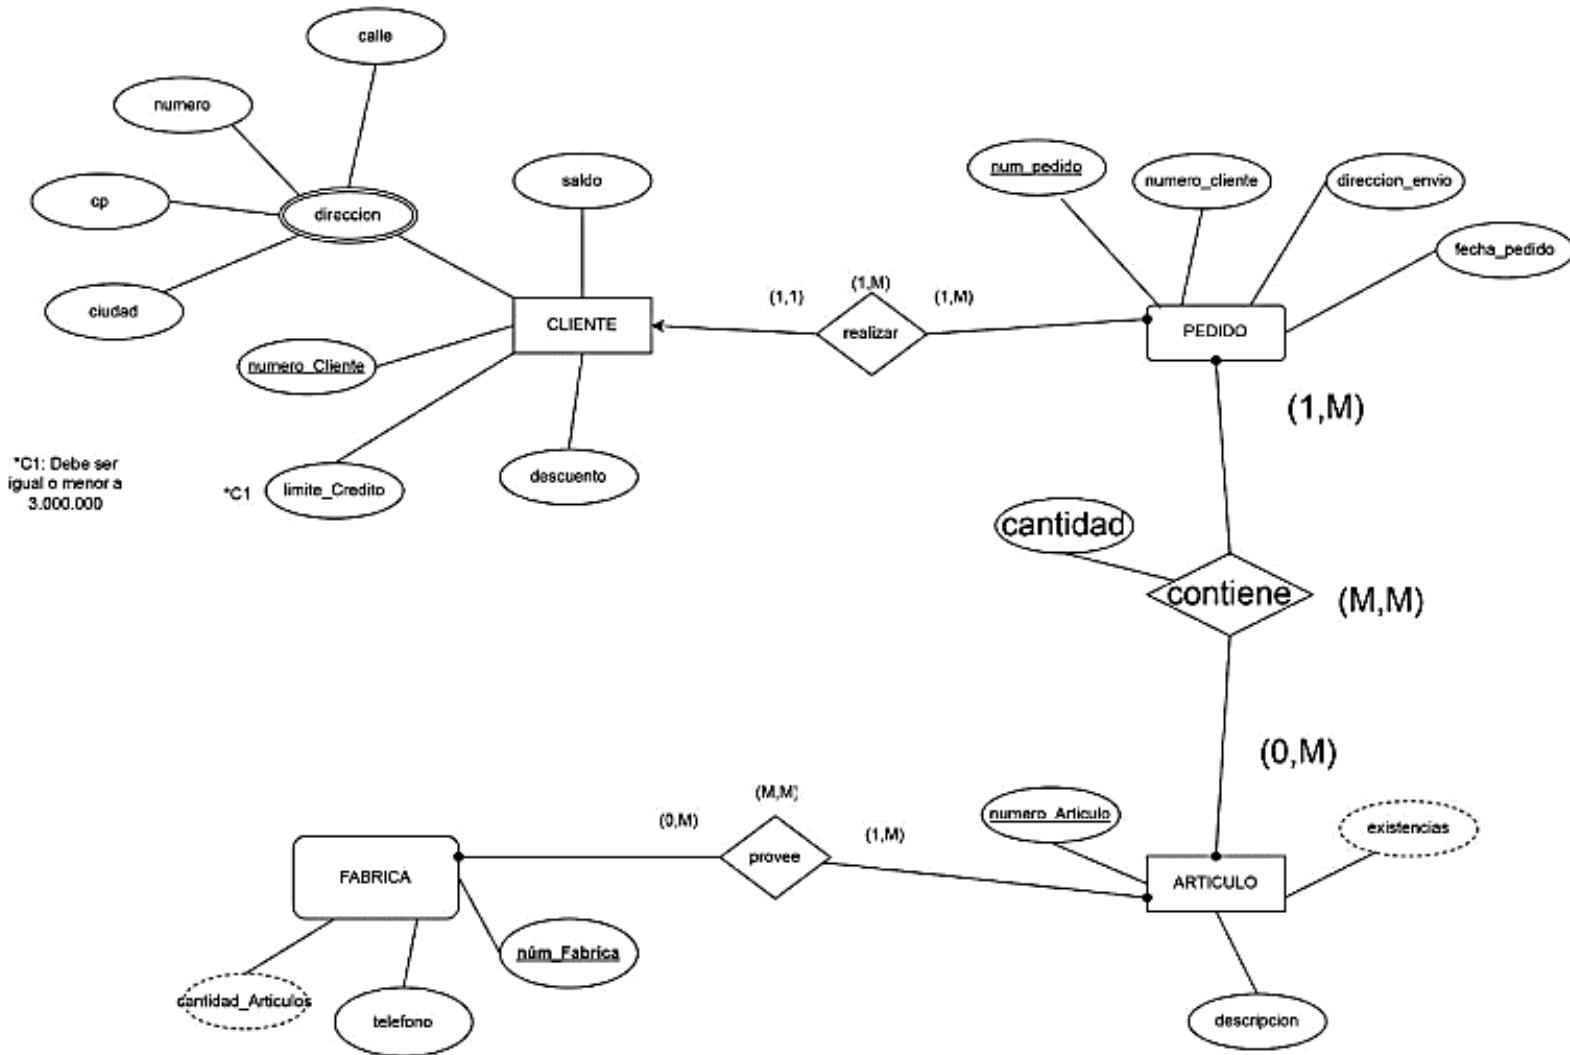 calle
numero
cp
direccion
ciudad
saldo
CLIENTE
numero_Cliente
limite_Credito
*C1
*C1: Debe ser
igual o menor a
3.000.000
descuento
(1,1)
(1,M)
(1,M)
realizar
num_pedido
numero_cliente
direccion_envio
fecha_pedido
PEDIDO
(1,M)
cantidad
contiene
(M,M)
(0,M)
(M,M)
(0,M)
(1,M)
provee
numero_Articulo
existencias
ARTICULO
descripcion
FABRICA
núm_Fabrica
cantidad_Articulos
telefono